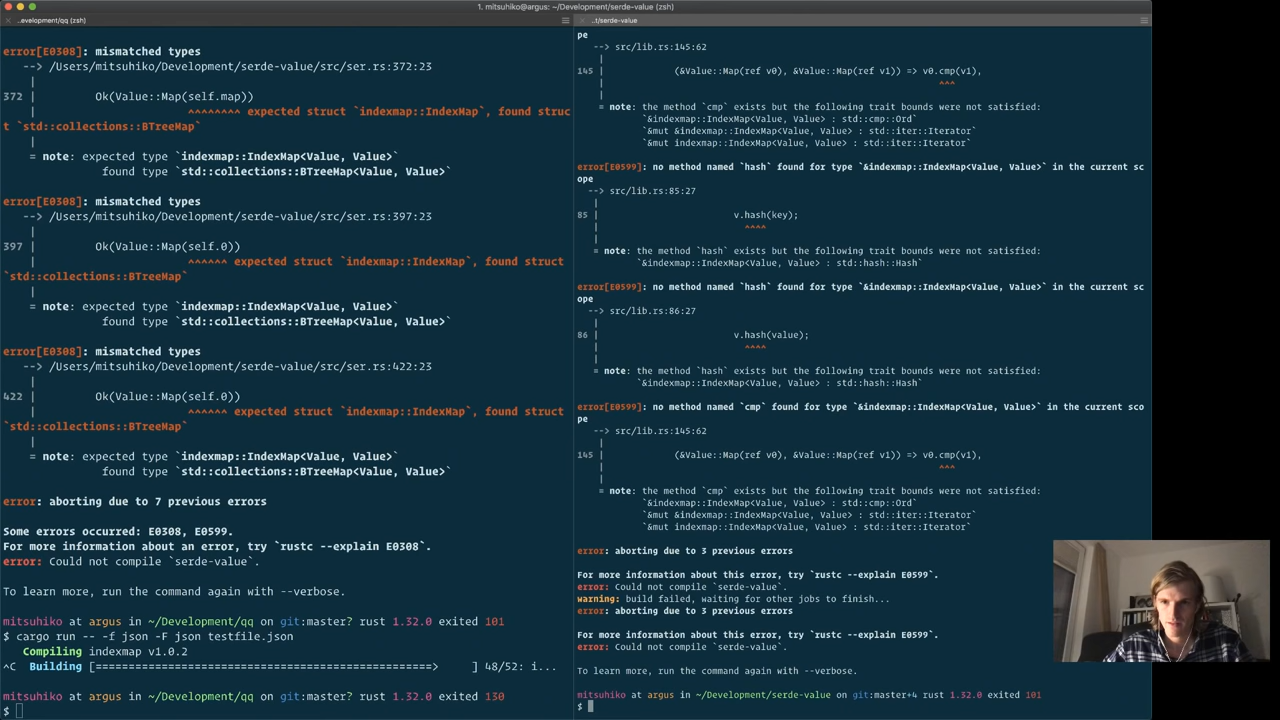 1. mitsuhiko@argus: ~/Development/serde-value (zsh)
..evelopment/qq (zsh)
error[E0308]: mismatched types
--> /Users/mitsuhiko/Development/serde-value/src/ser.rs:372:23
|
372 | Ok(Value::Map(self.map))
| ^^^^^^^^ expected struct `indexmap::IndexMap`, found struc
t `std::collections::BTreeMap`
|
= note: expected type `indexmap::IndexMap<Value, Value>`
found type `std::collections::BTreeMap<Value, Value>`
error[E0308]: mismatched types
--> /Users/mitsuhiko/Development/serde-value/src/ser.rs:397:23
|
397 | Ok(Value::Map(self.0))
| ^^^^^^ expected struct `indexmap::IndexMap`, found struct
`std::collections::BTreeMap`
|
= note: expected type `indexmap::IndexMap<Value, Value>`
found type `std::collections::BTreeMap<Value, Value>`
error[E0308]: mismatched types
--> /Users/mitsuhiko/Development/serde-value/src/ser.rs:422:23
|
422 | Ok(Value::Map(self.0))
| ^^^^^^ expected struct `indexmap::IndexMap`, found struct
`std::collections::BTreeMap`
|
= note: expected type `indexmap::IndexMap<Value, Value>`
found type `std::collections::BTreeMap<Value, Value>`
error: aborting due to 7 previous errors
Some errors occurred: E0308, E0599.
For more information about an error, try `rustc --explain E0308`.
error: Could not compile `serde-value`.
To learn more, run the command again with --verbose.
mitsuhiko at argus in ~/Development/qq on git:master? rust 1.32.0 exited 101
$ cargo run -- -f json -F json testfile.json
Compiling indexmap v1.0.2
^C Building [=============================================> ] 48/52: i...
mitsuhiko at argus in ~/Development/qq on git:master? rust 1.32.0 exited 130
$
..t/serde-value
pe
--> src/lib.rs:145:62
|
145 | (&Value::Map(ref v0), &Value::Map(ref v1)) => v0.cmp(v1),
| ^^^
|
= note: the method `cmp` exists but the following trait bounds were not satisfied:
`&indexmap::IndexMap<Value, Value> : std::cmp::Ord`
`&mut &indexmap::IndexMap<Value, Value> : std::iter::Iterator`
`&mut indexmap::IndexMap<Value, Value> : std::iter::Iterator`
error[E0599]: no method named `hash` found for type `&indexmap::IndexMap<Value, Value>` in the current sc
ope
--> src/lib.rs:85:27
|
85 | v.hash(key);
| ^^^^
|
= note: the method `hash` exists but the following trait bounds were not satisfied:
`&indexmap::IndexMap<Value, Value> : std::hash::Hash`
error[E0599]: no method named `hash` found for type `&indexmap::IndexMap<Value, Value>` in the current sc
ope
--> src/lib.rs:86:27
|
86 | v.hash(value);
| ^^^^
|
= note: the method `hash` exists but the following trait bounds were not satisfied:
`&indexmap::IndexMap<Value, Value> : std::hash::Hash`
error[E0599]: no method named `cmp` found for type `&indexmap::IndexMap<Value, Value>` in the current sco
pe
--> src/lib.rs:145:62
|
145 | (&Value::Map(ref v0), &Value::Map(ref v1)) => v0.cmp(v1),
| ^^^
|
= note: the method `cmp` exists but the following trait bounds were not satisfied:
`&indexmap::IndexMap<Value, Value> : std::cmp::Ord`
`&mut &indexmap::IndexMap<Value, Value> : std::iter::Iterator`
`&mut indexmap::IndexMap<Value, Value> : std::iter::Iterator`
error: aborting due to 3 previous errors
For more information about this error, try `rustc --explain E0599`.
error: Could not compile `serde-value`.
warning: build failed, waiting for other jobs to finish...
error: aborting due to 3 previous errors
For more information about this error, try `rustc --explain E0599`.
error: Could not compile `serde-value`.
To learn more, run the command again with --verbose.
mitsuhiko at argus in ~/Development/serde-value on git:master+4 rust 1.32.0 exited 101
$